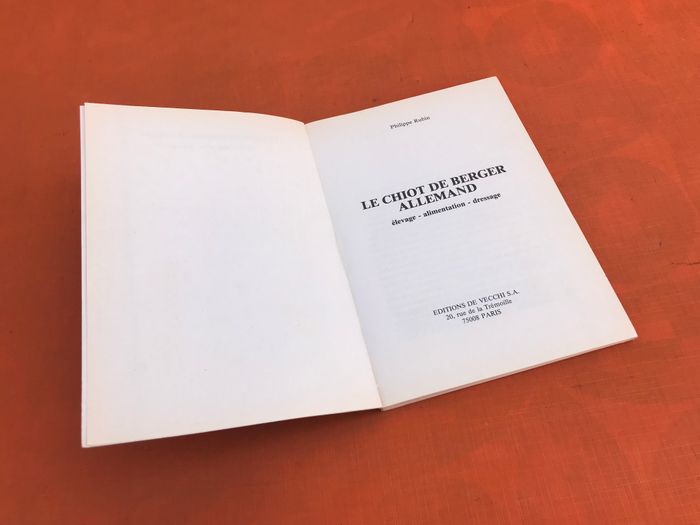 Philippe Rubin
LE CHIOT DE BERGER
ALLEMAND
élevage - alimentation - dressage
EDITIONS DE VECCHI S.A.
20, rue de la Trémoille
75008 PARIS